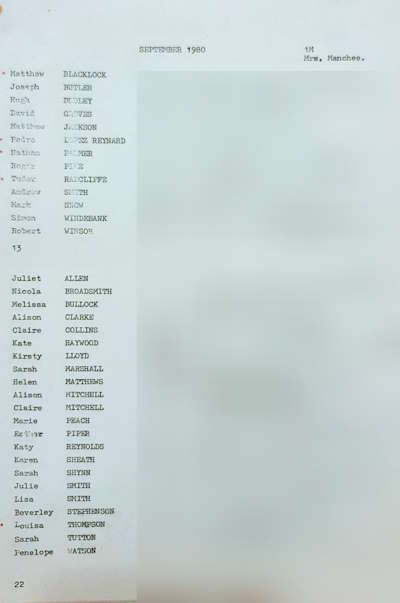 SEPTEMBER 1980 1M
Mrs. Manchee.
Matthew BLACKLOCK
Joseph BUTLER
Hugh DUDLEY
David GROVES
Matthew JACKSON
Pedro LOPEZ REYNARD
Nathan PALMER
Roger
Tudor RADCLIFFE
Andrew SMITH
Mark SNOW
Simon WINDEBANK
Robert WINSOR
13
Juliet ALLEN
Nicola BROADSMITH
Melissa BULLOCK
Alison CLARKE
Claire COLLINS
Kate HAYWOOD
Kirsty LLOYD
Sarah MARSHALL
Helen MATTHEWS
Alison MITCHELL
Claire MITCHELL
Marie PEACH
Esther PIPER
Katy REYNOLDS
Karen SHEATH
Sarah SHYNN
Julie SMITH
Lisa SMITH
Beverley STEPHENSON
Louisa THOMPSON
Sarah TUTTON
Penelope WATSON
22